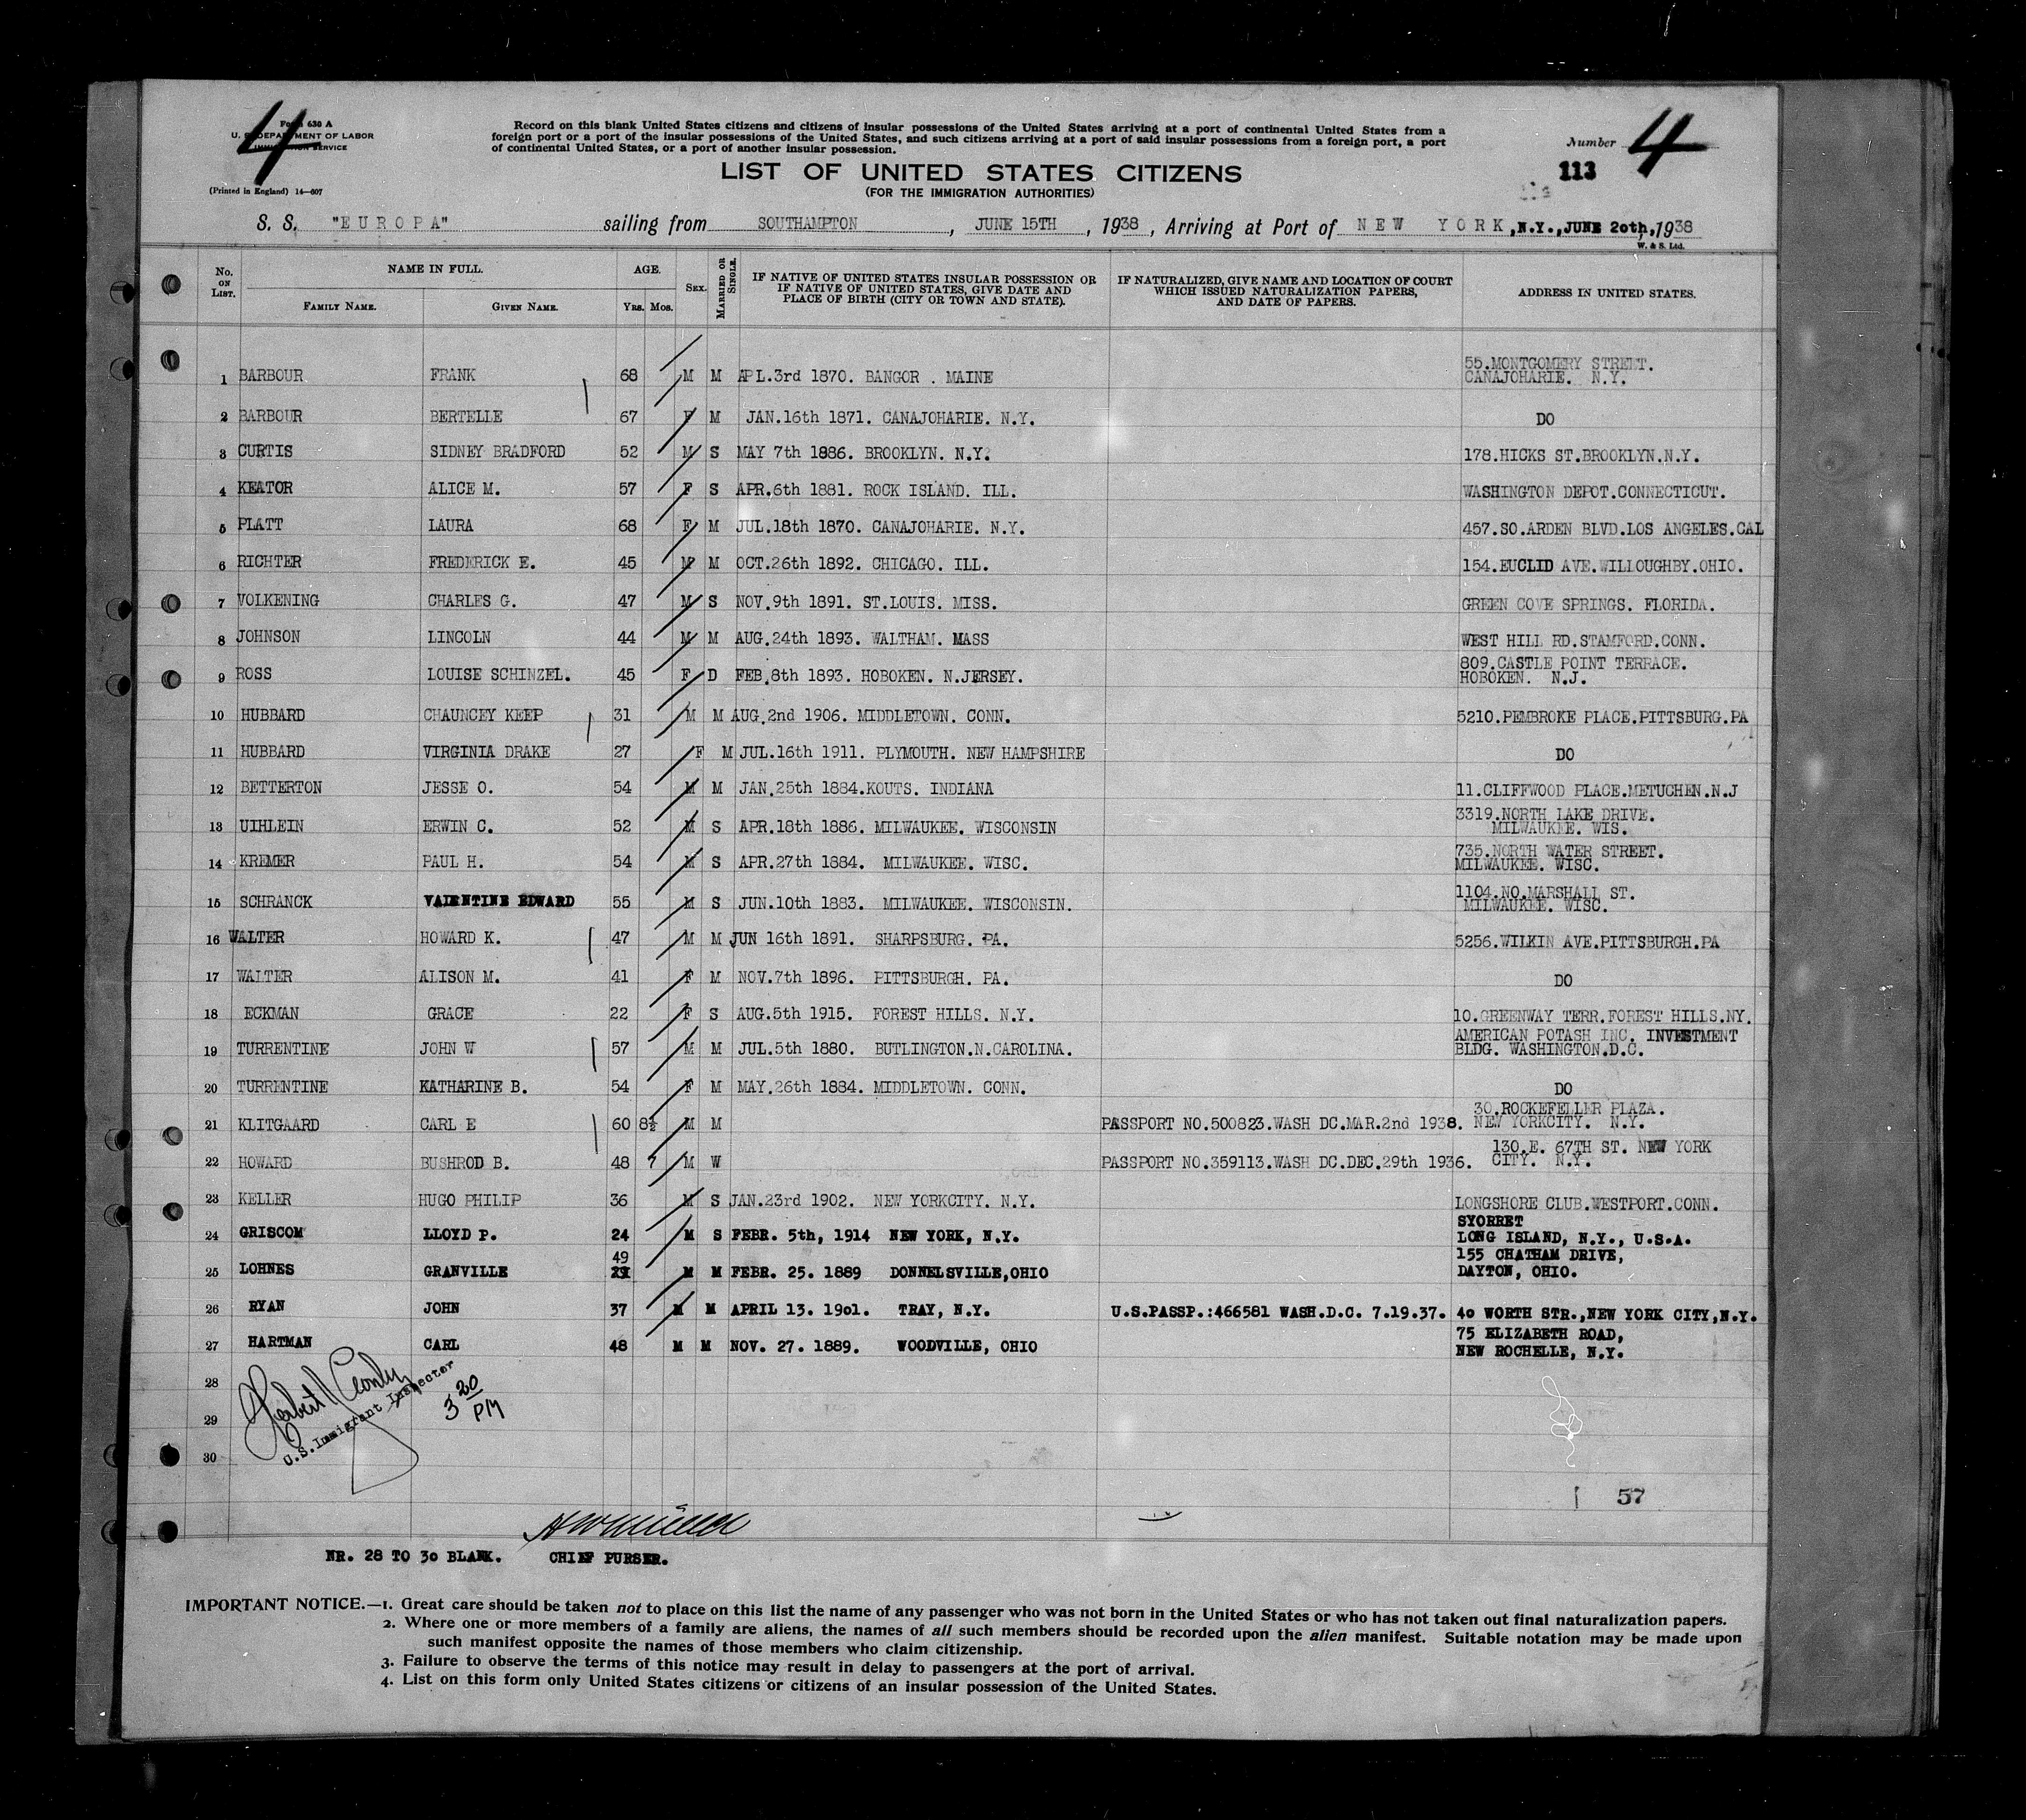 4
Form 630 A
U. S. DEPARTMENT OF LABOR
IMMIGRATION SERVICE
(Printed in England) 14—607
Record on this blank United States citizens and citizens of insular possessions of the United States arriving at a port of continental United States from a
foreign port or a port of the insular possessions of the United States, and such citizens arriving at a port of said insular possessions from a foreign port, a port
of continental United States, or a port of another insular possession.
LIST OF UNITED STATES CITIZENS
(FOR THE IMMIGRATION AUTHORITIES)
Number 4
113
S. S. "EUROPA" sailing from SOUTHAMPTON, JUNE 15TH, 1938, Arriving at Port of NEW YORK,N.Y.,JUNE 20th,1938
W. & S. Ltd.
No. ON LIST. NAME IN FULL. FAMILY NAME. GIVEN NAME. AGE. Yrs. Mos. SEX. MARRIED OR SINGLE. IF NATIVE OF UNITED STATES INSULAR POSSESSION OR IF NATIVE OF UNITED STATES, GIVE DATE AND PLACE OF BIRTH (CITY OR TOWN AND STATE). IF NATURALIZED, GIVE NAME AND LOCATION OF COURT WHICH ISSUED NATURALIZATION PAPERS, AND DATE OF PAPERS. ADDRESS IN UNITED STATES.
1 BARBOUR FRANK 68 M M APL.3rd 1870. BANGOR . MAINE 55.MONTGOMERY STREET. CANAJOHARIE. N.Y.
2 BARBOUR BERTELLE 67 F M JAN.16th 1871. CANAJOHARIE. N.Y. DO
3 CURTIS SIDNEY BRADFORD 52 M S MAY 7th 1886. BROOKLYN. N.Y. 178.HICKS ST.BROOKLYN.N.Y.
4 KEATOR ALICE M. 57 F S APR.6th 1881. ROCK ISLAND. ILL. WASHINGTON DEPOT.CONNECTICUT.
5 PLATT LAURA 68 F M JUL.18th 1870. CANAJOHARIE. N.Y. 457.SO.ARDEN BLVD.LOS ANGELES.CAL
6 RICHTER FREDERICK E. 45 M M OCT.26th 1892. CHICAGO. ILL. 154.EUCLID AVE.WILLOUGHBY.OHIO.
7 VOLKENING CHARLES G. 47 M S NOV.9th 1891. ST.LOUIS. MISS. GREEN COVE SPRINGS. FLORIDA.
8 JOHNSON LINCOLN 44 M M AUG.24th 1893. WALTHAM. MASS WEST HILL RD.STAMFORD.CONN.
9 ROSS LOUISE SCHINZEL. 45 F D FEB.8th 1893. HOBOKEN. N.JERSEY. 809.CASTLE POINT TERRACE. HOBOKEN. N.J.
10 HUBBARD CHAUNCEY KEEP 31 M M AUG.2nd 1906. MIDDLETOWN. CONN. 5210.PEMBROKE PLACE.PITTSBURG.PA
11 HUBBARD VIRGINIA DRAKE 27 F M JUL.16th 1911. PLYMOUTH. NEW HAMPSHIRE DO
12 BETTERTON JESSE O. 54 M M JAN.25th 1884.KOUTS. INDIANA 11.CLIFFWOOD PLACE.METUCHEN.N.J
13 UIHLEIN ERWIN C. 52 M S APR.18th 1886. MILWAUKEE. WISCONSIN 3319.NORTH LAKE DRIVE. MILWAUKEE. WIS.
14 KREMER PAUL H. 54 M S APR.27th 1884. MILWAUKEE. WISC. 735.NORTH WATER STREET. MILWAUKEE. WISC.
15 SCHRANCK VALENTINE EDWARD 55 M S JUN.10th 1883. MILWAUKEE. WISCONSIN. 1104.NO.MARSHALL ST. MILWAUKEE. WISC.
16 WALTER HOWARD K. 47 M M JUN 16th 1891. SHARPSBURG. PA. 5256.WILKIN AVE.PITTSBURGH.PA
17 WALTER ALISON M. 41 F M NOV.7th 1896. PITTSBURGH. PA. DO
18 ECKMAN GRACE 22 F S AUG.5th 1915. FOREST HILLS. N.Y. 10.GREENWAY TERR.FOREST HILLS.NY.
19 TURRENTINE JOHN W 57 M M JUL.5th 1880. BUTLINGTON.N.CAROLINA. AMERICAN POTASH INC. INVESTMENT BLDG. WASHINGTON.D.C.
20 TURRENTINE KATHARINE B. 54 F M MAY.26th 1884. MIDDLETOWN. CONN. DO
21 KLITGAARD CARL E 60 8½ M M PASSPORT NO.500823.WASH DC.MAR.2nd 1938. 30.ROCKEFELLER PLAZA. NEW YORKCITY. N.Y.
22 HOWARD BUSHROD B. 48 7 M W PASSPORT NO.359113.WASH DC.DEC.29th 1936. 130.E. 67TH ST. NEW YORK CITY. N.Y.
23 KELLER HUGO PHILIP 36 M S JAN.23rd 1902. NEW YORKCITY. N.Y. LONGSHORE CLUB.WESTPORT.CONN.
24 GRISCOM LLOYD P. 24 M S FEBR. 5th, 1914 NEW YORK, N.Y. SYORRET LONG ISLAND, N.Y., U.S.A.
25 LOHNES GRANVILLE 49 M M FEBR. 25. 1889 DONNELSVILLE,OHIO 155 CHATHAM DRIVE, DAYTON, OHIO.
26 RYAN JOHN 37 M M APRIL 13. 19o1. TRAY, N.Y. U.S.PASSP.:466581 WASH.D.C. 7.19.37. 4o WORTH STR.,NEW YORK CITY,N.Y.
27 HARTMAN CARL 48 M M NOV. 27. 1889. WOODVILLE, OHIO 75 ELIZABETH ROAD, NEW ROCHELLE, N.Y.
28
29
30
U.S. Immigrant Inspector
3 20 PM
57
NR. 28 TO 3o BLANK. CHIEF PURSER.
IMPORTANT NOTICE.—1. Great care should be taken not to place on this list the name of any passenger who was not born in the United States or who has not taken out final naturalization papers.
2. Where one or more members of a family are aliens, the names of all such members should be recorded upon the alien manifest. Suitable notation may be made upon
such manifest opposite the names of those members who claim citizenship.
3. Failure to observe the terms of this notice may result in delay to passengers at the port of arrival.
4. List on this form only United States citizens or citizens of an insular possession of the United States.